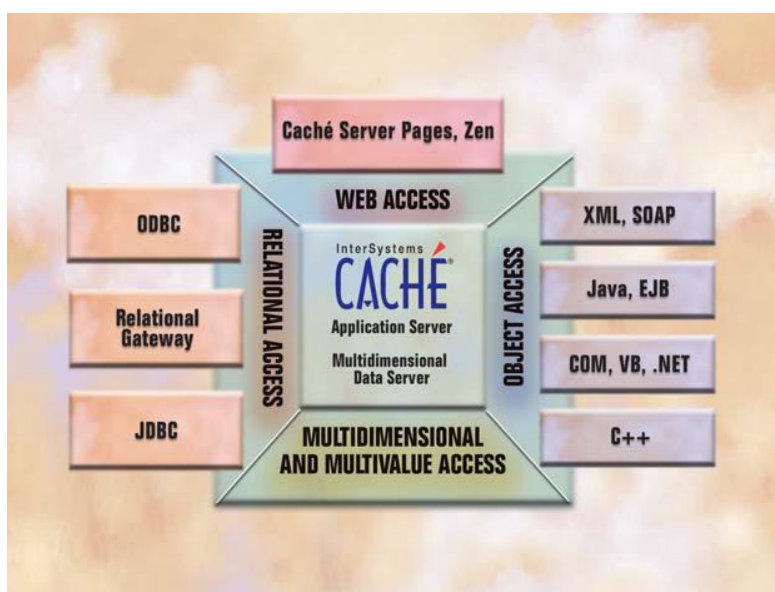 Caché Server Pages, Zen
WEB ACCESS
ODBC
Relational
Gateway
JDBC
RELATIONAL ACCESS
InterSystems
CACHÉ®
Application Server
Multidimensional
Data Server
OBJECT ACCESS
XML, SOAP
Java, EJB
COM, VB, .NET
C++
MULTIDIMENSIONAL
AND MULTIVALUE ACCESS